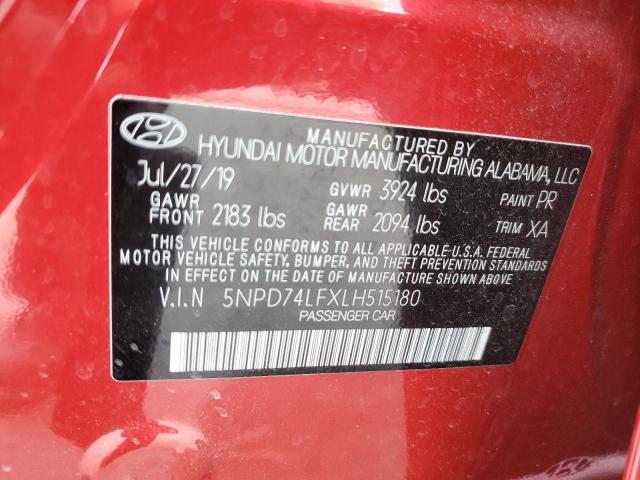 MANUFACTURED BY
HYUNDAI MOTOR MANUFACTURING ALABAMA, LLC
Jul/27/19 GVWR 3924 lbs PAINT PR
GAWR FRONT 2183 lbs GAWR REAR 2094 lbs TRIM XA
THIS VEHICLE CONFORMS TO ALL APPLICABLE U.S.A. FEDERAL
MOTOR VEHICLE SAFETY, BUMPER, AND THEFT PREVENTION STANDARDS
IN EFFECT ON THE DATE OF MANUFACTURE SHOWN ABOVE
V.I.N 5NPD74LFXLH515180
PASSENGER CAR